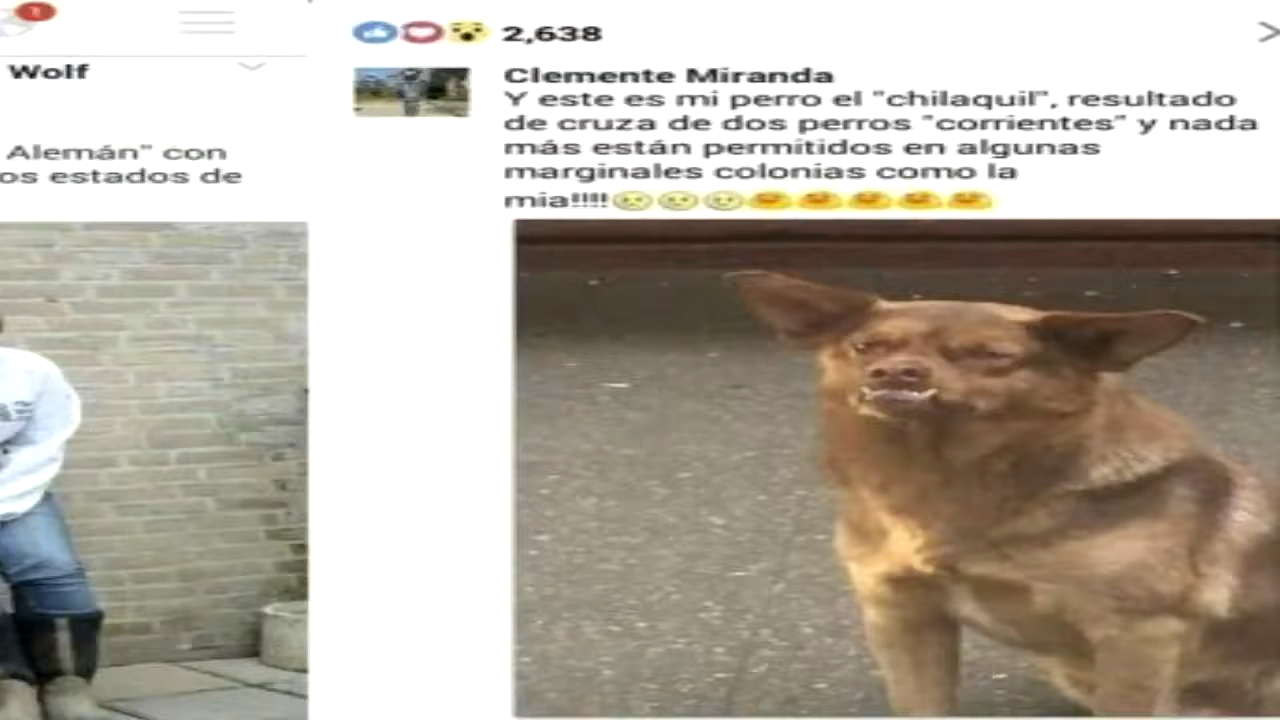 1
Wolf
Alemán" con
os estados de
2,638
Clemente Miranda
Y este es mi perro el "chilaquil", resultado
de cruza de dos perros "corrientes" y nada
más están permitidos en algunas
marginales colonias como la
mia!!!!